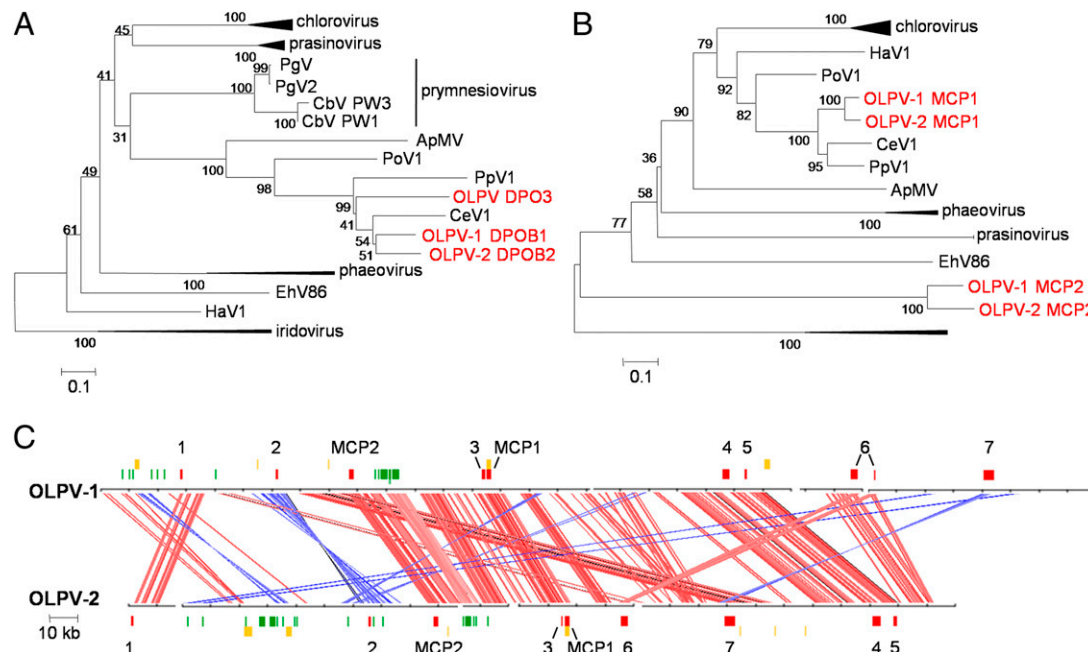 A
100
chlorovirus
45
prasinovirus
100
PgV
41
99
PgV2
100
CbV PW3
prymnesiovirus
CbV PW1
100
31
ApMV
100
PoV1
49
98
PpV1
99
OLPV DPO3
41
CeV1
61
54
OLPV-1 DPOB1
51
OLPV-2 DPOB2
100
phaeovirus
EhV86
HaV1
100
iridovirus
0.1
B
100
chlorovirus
79
HaV1
92
PoV1
90
100
OLPV-1 MCP1
82
OLPV-2 MCP1
100
CeV1
95
PpV1
36
ApMV
58
100
phaeovirus
77
prasinovirus
EhV86
OLPV-1 MCP2
100
OLPV-2 MCP2
100
0.1
C
1 2 MCP2 3 MCP1 4 5 6 7
OLPV-1
OLPV-2
10 kb
1 2 MCP2 3 MCP1 6 7 4 5